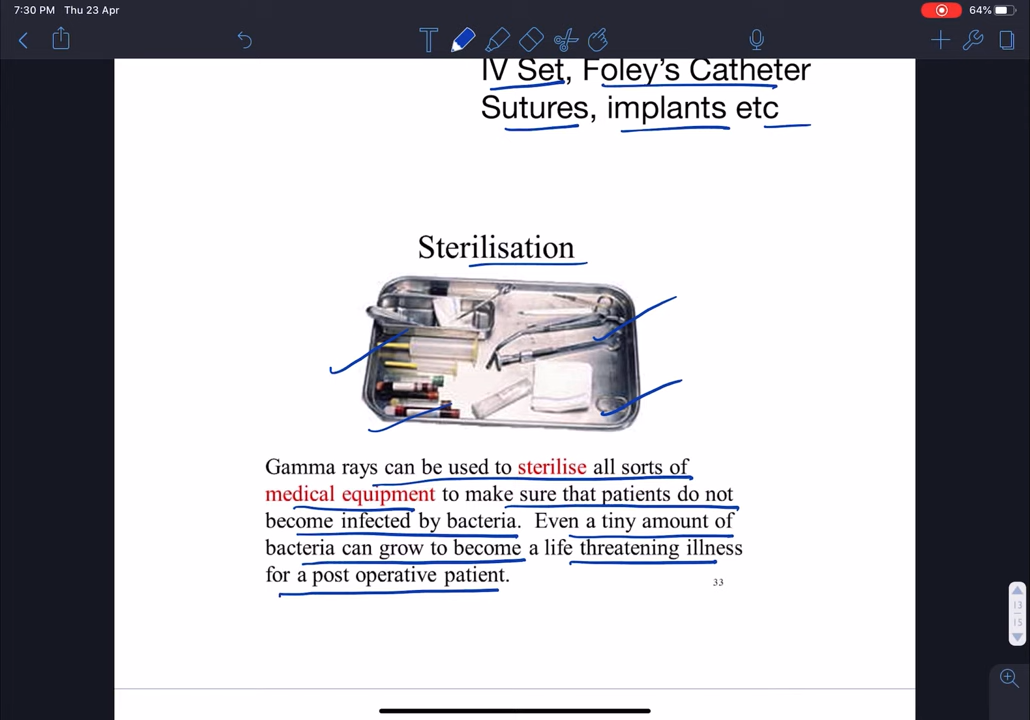 7:30 PM Thu 23 Apr
64%
IV Set, Foley's Catheter
Sutures, implants etc
Sterilisation
Gamma rays can be used to sterilise all sorts of
medical equipment to make sure that patients do not
become infected by bacteria. Even a tiny amount of
bacteria can grow to become a life threatening illness
for a post operative patient.
33
13
15